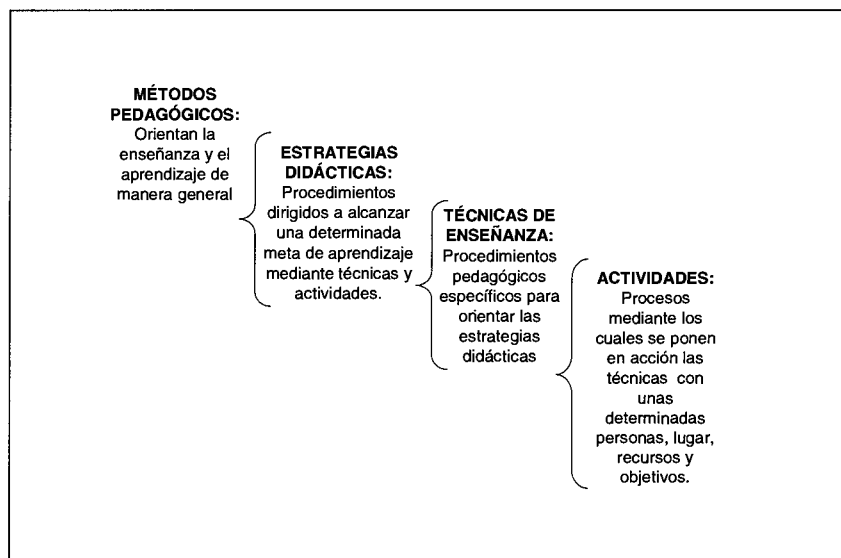 MÉTODOS
PEDAGÓGICOS:
Orientan la
enseñanza y el
aprendizaje de
manera general
ESTRATEGIAS
DIDÁCTICAS:
Procedimientos
dirigidos a alcanzar
una determinada
meta de aprendizaje
mediante técnicas y
actividades.
TÉCNICAS DE
ENSEÑANZA:
Procedimientos
pedagógicos
específicos para
orientar las
estrategias
didácticas
ACTIVIDADES:
Procesos
mediante los
cuales se ponen
en acción las
técnicas con
unas
determinadas
personas, lugar,
recursos y
objetivos.